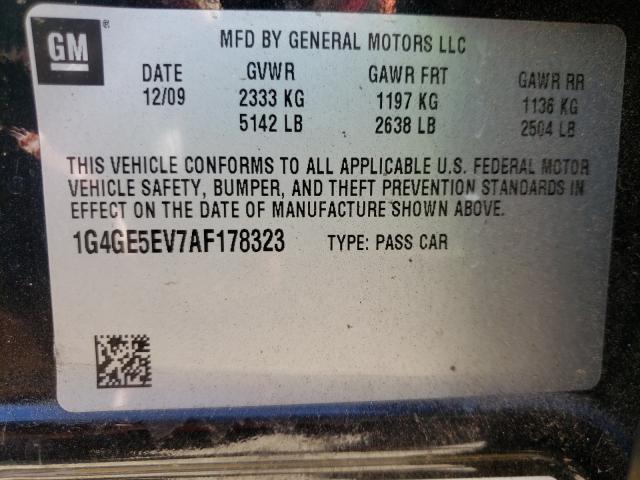 GM ®
MFD BY GENERAL MOTORS LLC
DATE GVWR GAWR FRT GAWR RR
12/09 2333 KG 1197 KG 1136 KG
5142 LB 2638 LB 2504 LB
THIS VEHICLE CONFORMS TO ALL APPLICABLE U.S. FEDERAL MOTOR
VEHICLE SAFETY, BUMPER, AND THEFT PREVENTION STANDARDS IN
EFFECT ON THE DATE OF MANUFACTURE SHOWN ABOVE.
1G4GE5EV7AF178323 TYPE: PASS CAR